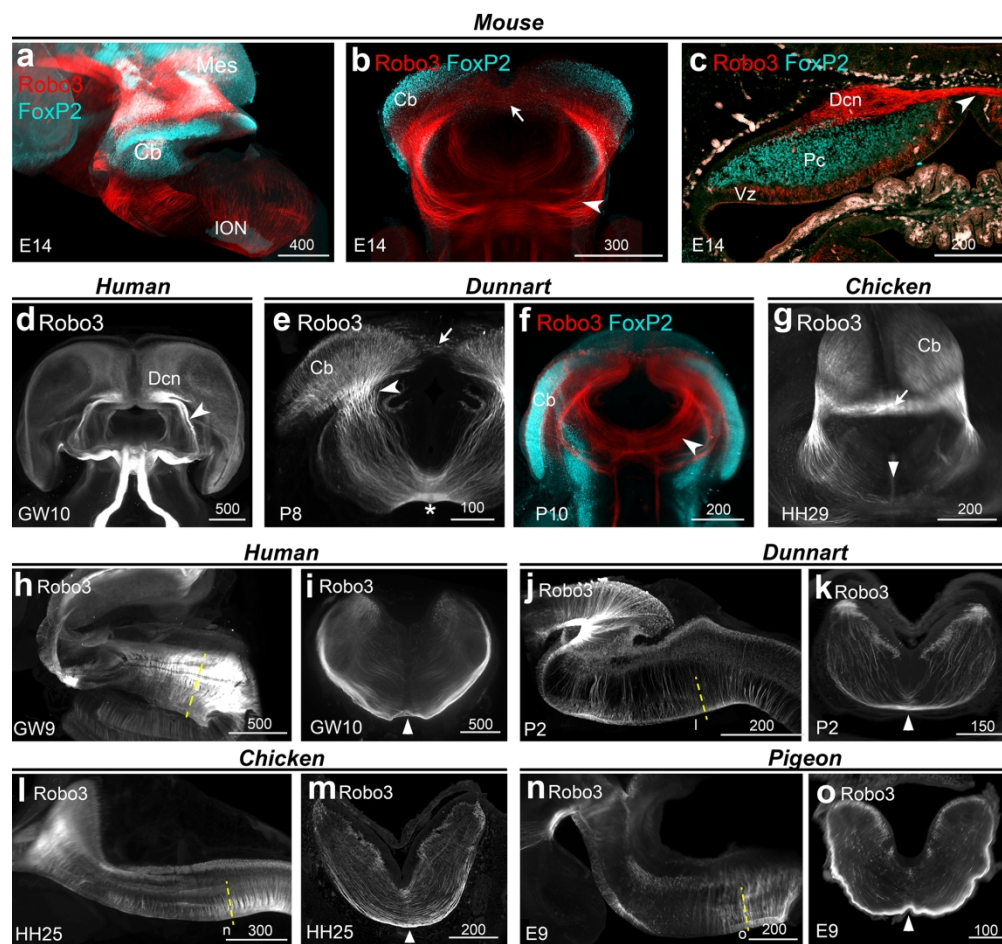 Mouse
a
Robo3
FoxP2
Mes
Cb
ION
E14
400
b Robo3 FoxP2
Cb
E14
300
c Robo3 FoxP2
Dcn
Pc
Vz
E14
200
Human
Dunnart
Chicken
d Robo3
Dcn
GW10
500
e Robo3
Cb
*
P8
100
f Robo3 FoxP2
Cb
P10
200
g Robo3
Cb
HH29
200
Human
Dunnart
h Robo3
GW9
500
i Robo3
GW10
500
j Robo3
P2
l
200
k Robo3
P2
150
Chicken
Pigeon
l Robo3
HH25
n
300
m Robo3
HH25
200
n Robo3
E9
o
200
o Robo3
E9
100